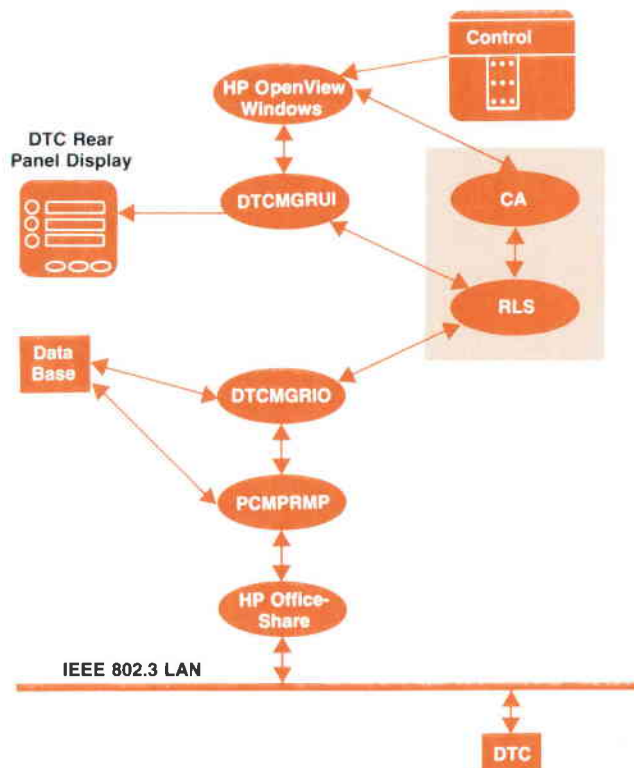 Control
HP OpenView
Windows
DTC Rear
Panel Display
DTCMGRUI
CA
RLS
Data
Base
DTCMGRIO
PCMPRMP
HP Office-
Share
IEEE 802.3 LAN
DTC